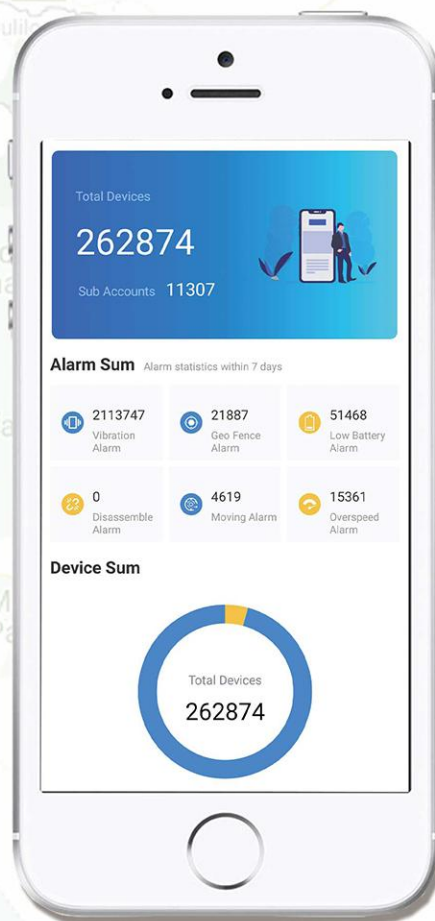 Total Devices
262874
Sub Accounts 11307
Alarm Sum Alarm statistics within 7 days
2113747
Vibration
Alarm
21887
Geo Fence
Alarm
51468
Low Battery
Alarm
0
Disassemble
Alarm
4619
Moving Alarm
15361
Overspeed
Alarm
Device Sum
Total Devices
262874